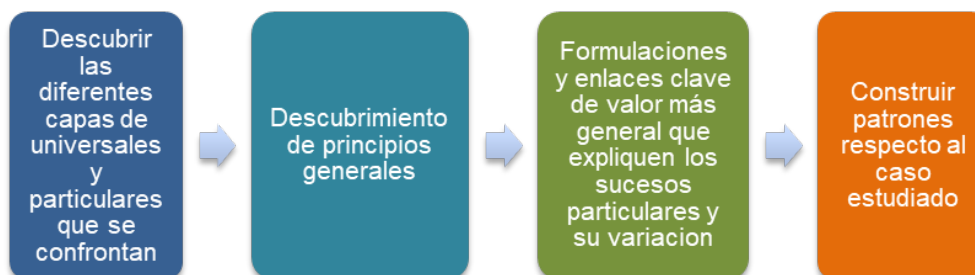 Descubrir
las
diferentes
capas de
universales
y
particulares
que se
confrontan
Descubrimiento
de principios
generales
Formulaciones
y enlaces clave
de valor más
general que
expliquen los
sucesos
particulares y
su variacion
Construir
patrones
respecto al
caso
estudiado